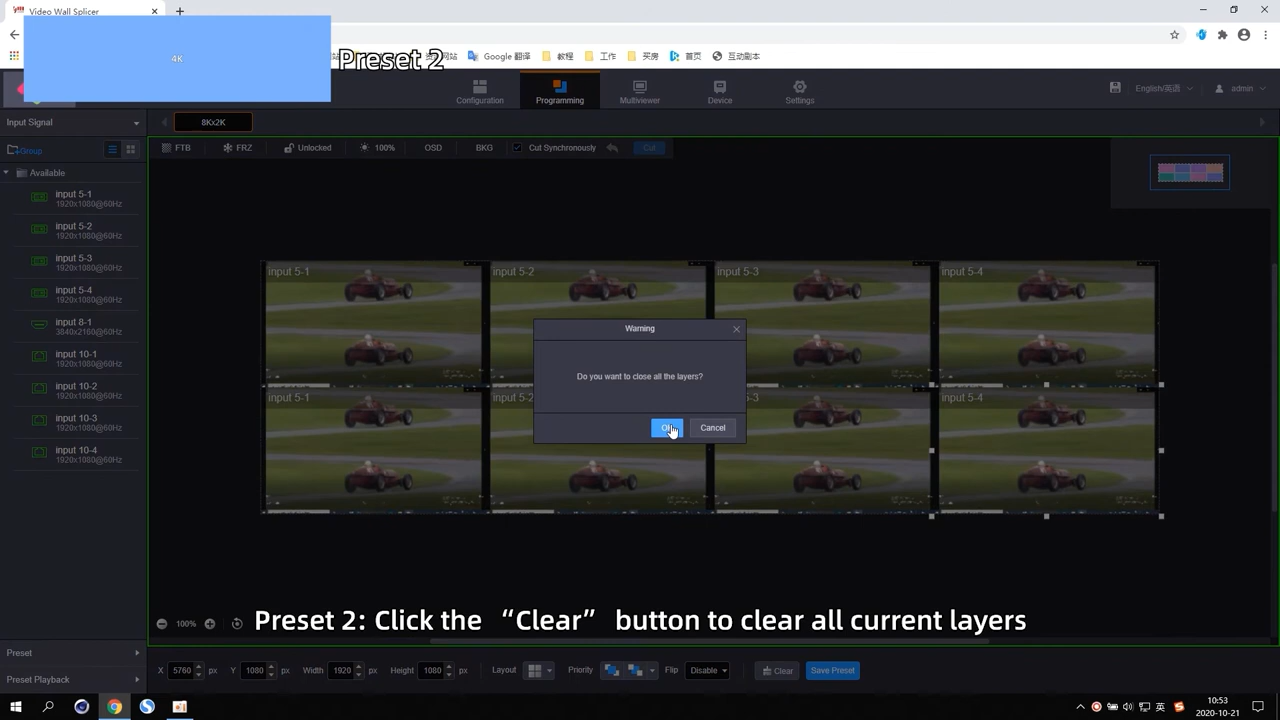 Video Wall Splicer
4K
Preset 2
网站
Google 翻译
教程
工作
买房
首页
互动剧本
Configuration
Programming
Multiviewer
Device
Settings
English/英语
admin
Input Signal
8Kx2K
Group
FTB
FRZ
Unlocked
100%
OSD
BKG
Cut Synchronously
Cut
Available
input 5-1
1920x1080@60Hz
input 5-2
1920x1080@60Hz
input 5-3
1920x1080@60Hz
input 5-4
1920x1080@60Hz
input 8-1
3840x2160@60Hz
input 10-1
1920x1080@60Hz
input 10-2
1920x1080@60Hz
input 10-3
1920x1080@60Hz
input 10-4
1920x1080@60Hz
input 5-1
input 5-2
input 5-3
input 5-4
Warning
Do you want to close all the layers?
Cancel
input 5-1
input 5-2
5-3
input 5-4
100%
Preset 2: Click the “Clear” button to clear all current layers
Preset
Preset Playback
X 5760 px Y 1080 px Width 1920 px Height 1080 px Layout Priority Flip Disable Clear Save Preset
英
10:53
2020-10-21